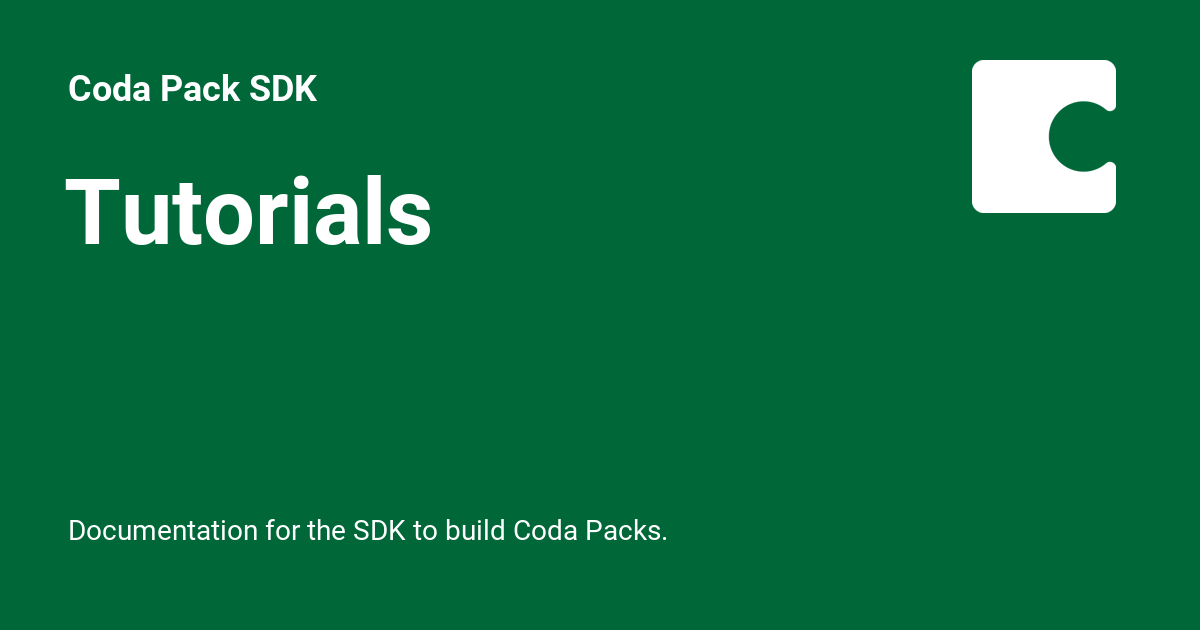 Coda Pack SDK
Tutorials
Documentation for the SDK to build Coda Packs.